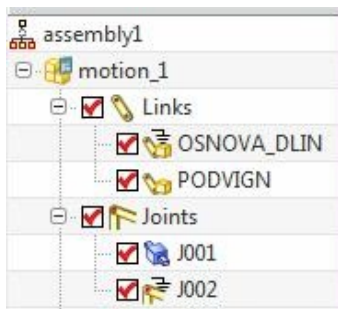 assembly1
motion_1
Links
OSNOVA_DLIN
PODVIGN
Joints
J001
J002